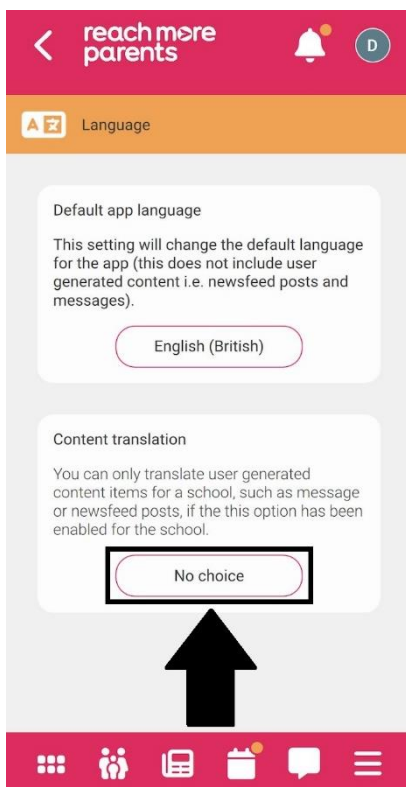 reach more
parents
D
A 文
Language
Default app language
This setting will change the default language
for the app (this does not include user
generated content i.e. newsfeed posts and
messages).
English (British)
Content translation
You can only translate user generated
content items for a school, such as message
or newsfeed posts, if the this option has been
enabled for the school.
No choice